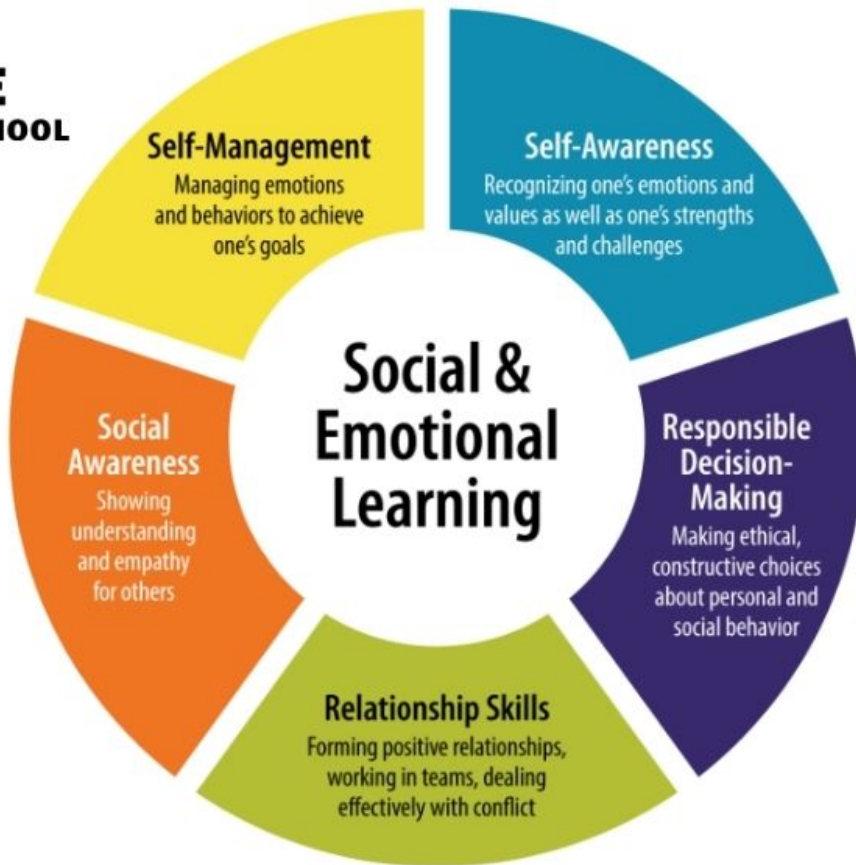 Self-Management
Managing emotions
and behaviors to achieve
one's goals
Self-Awareness
Recognizing one's emotions and
values as well as one's strengths
and challenges
Social &
Emotional
Learning
Social
Awareness
Showing
understanding
and empathy
for others
Responsible
Decision-
Making
Making ethical,
constructive choices
about personal and
social behavior
Relationship Skills
Forming positive relationships,
working in teams, dealing
effectively with conflict